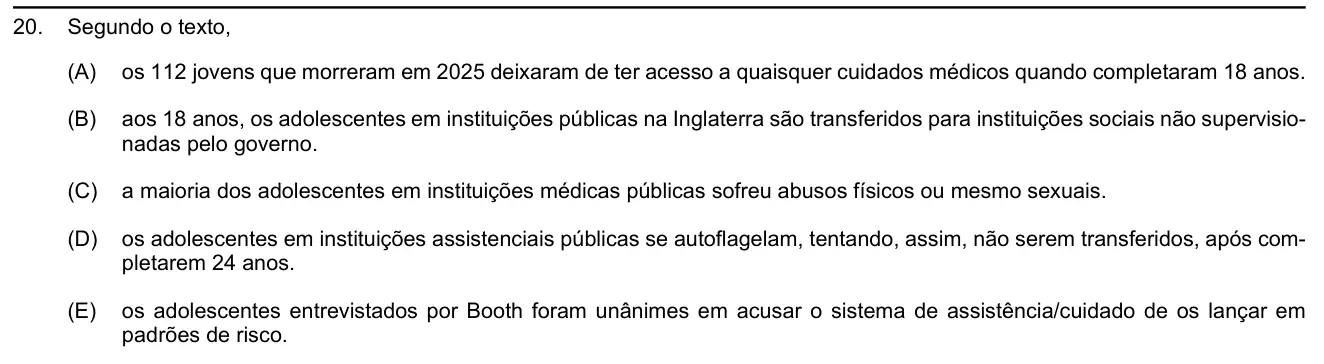 20. Segundo o texto,
(A) os 112 jovens que morreram em 2025 deixaram de ter acesso a quaisquer cuidados médicos quando completaram 18 anos.
(B) aos 18 anos, os adolescentes em instituições públicas na Inglaterra são transferidos para instituições sociais não supervisio-
nadas pelo governo.
(C) a maioria dos adolescentes em instituições médicas públicas sofreu abusos físicos ou mesmo sexuais.
(D) os adolescentes em instituições assistenciais públicas se autoflagelam, tentando, assim, não serem transferidos, após com-
pletarem 24 anos.
(E) os adolescentes entrevistados por Booth foram unânimes em acusar o sistema de assistência/cuidado de os lançar em
padrões de risco.